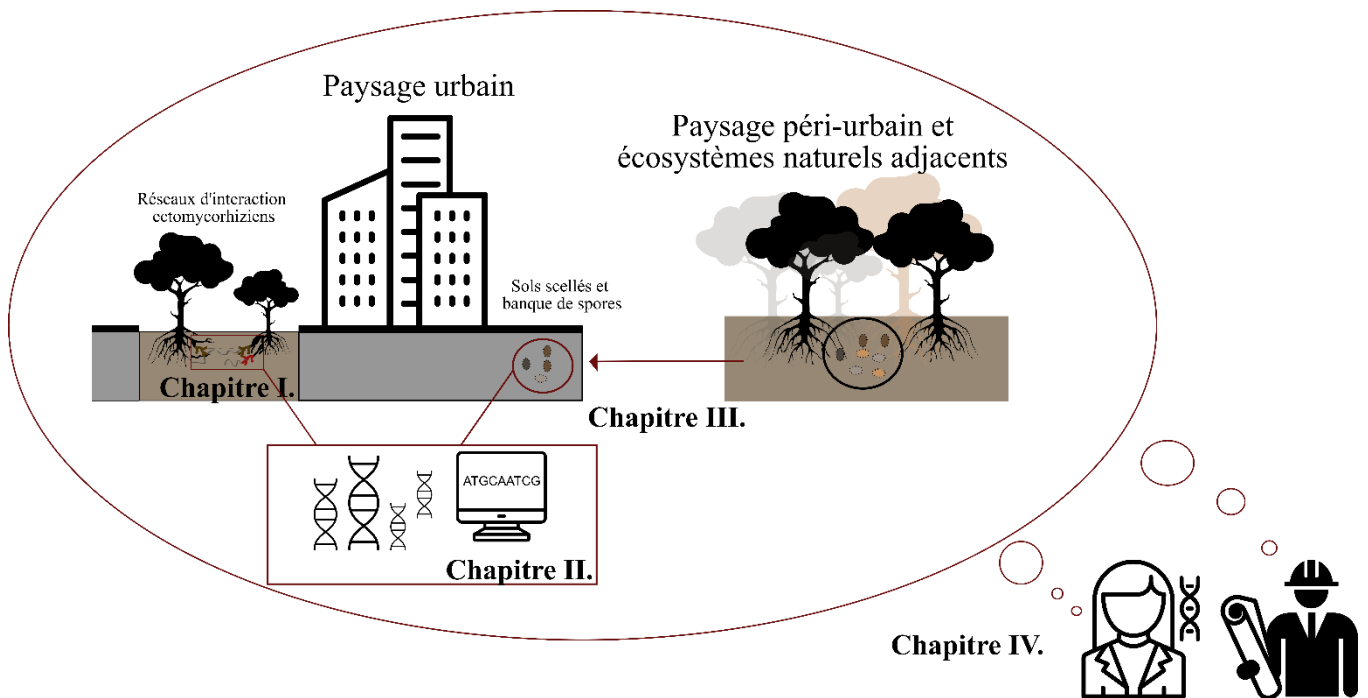 Paysage urbain
Paysage péri-urbain et
écosystèmes naturels adjacents
Réseaux d'interaction
ectomycorhiziens
Sols scellés et
banque de spores
Chapitre I.
Chapitre III.
ATGCAATCG
Chapitre II.
Chapitre IV.